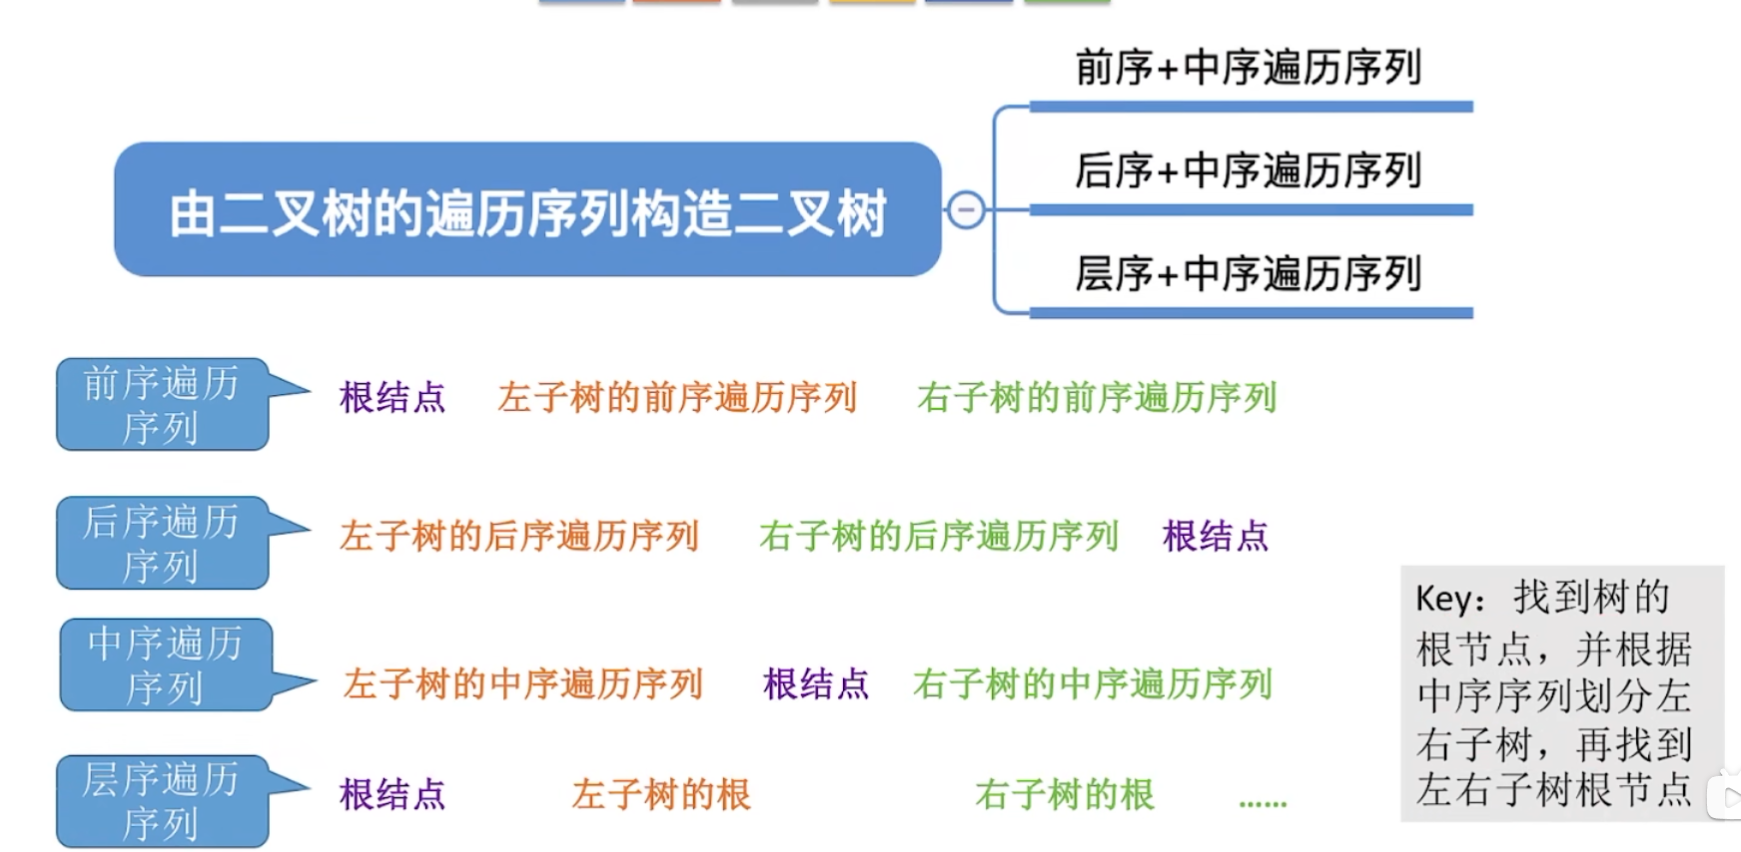 前序+中序遍历序列
后序+中序遍历序列
层序+中序遍历序列
由二叉树的遍历序列构造二叉树
前序遍历
序列
根结点 左子树的前序遍历序列 右子树的前序遍历序列
后序遍历
序列
左子树的后序遍历序列 右子树的后序遍历序列 根结点
中序遍历
序列
左子树的中序遍历序列 根结点 右子树的中序遍历序列
层序遍历
序列
根结点 左子树的根 右子树的根 ……
Key：找到树的
根节点，并根据
中序序列划分左
右子树，再找到
左右子树根节点